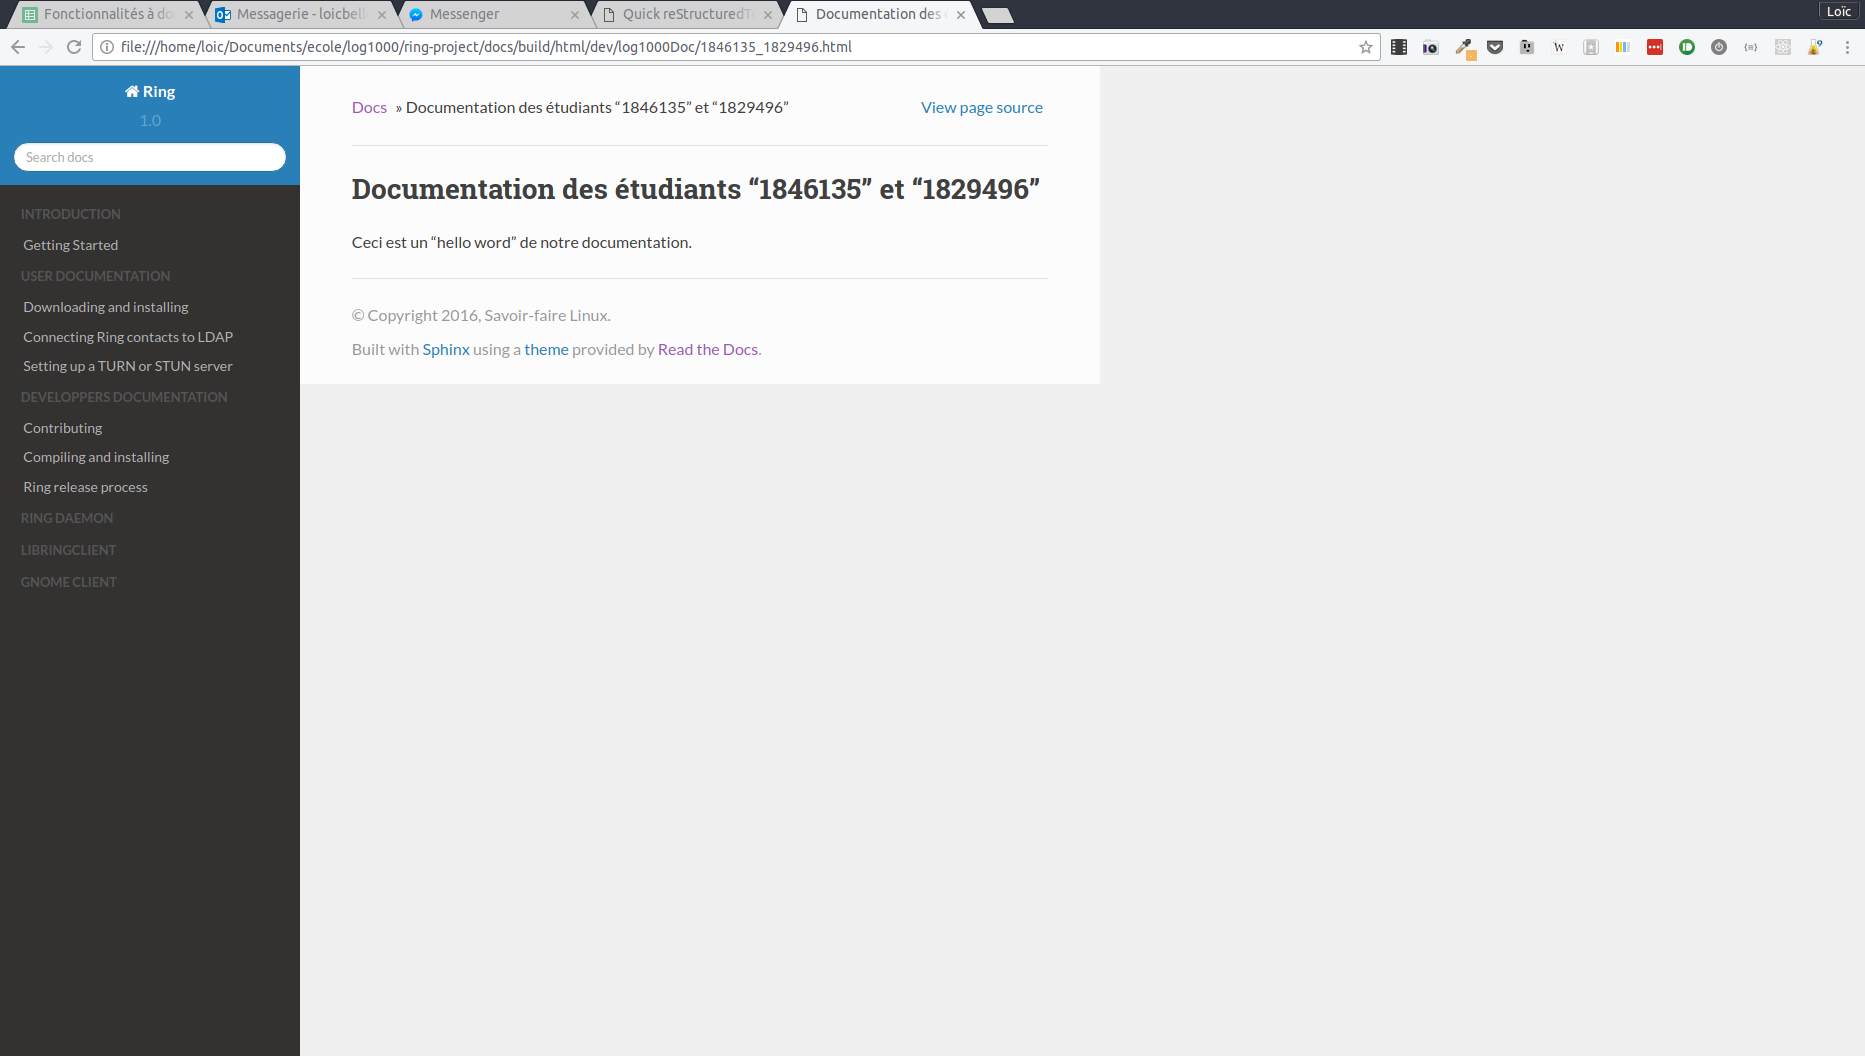 Fonctionnalités à do
Messagerie - loicbell
Messenger
Quick reStructuredT
Documentation des
Loïc
file:///home/loic/Documents/ecole/log1000/ring-project/docs/build/html/dev/log1000Doc/1846135_1829496.html
Ring
1.0
Search docs
INTRODUCTION
Getting Started
USER DOCUMENTATION
Downloading and installing
Connecting Ring contacts to LDAP
Setting up a TURN or STUN server
DEVELOPPERS DOCUMENTATION
Contributing
Compiling and installing
Ring release process
RING DAEMON
LIBRINGCLIENT
GNOME CLIENT
Docs » Documentation des étudiants “1846135” et “1829496”
View page source
Documentation des étudiants “1846135” et “1829496”
Ceci est un “hello word” de notre documentation.
© Copyright 2016, Savoir-faire Linux.
Built with Sphinx using a theme provided by Read the Docs.